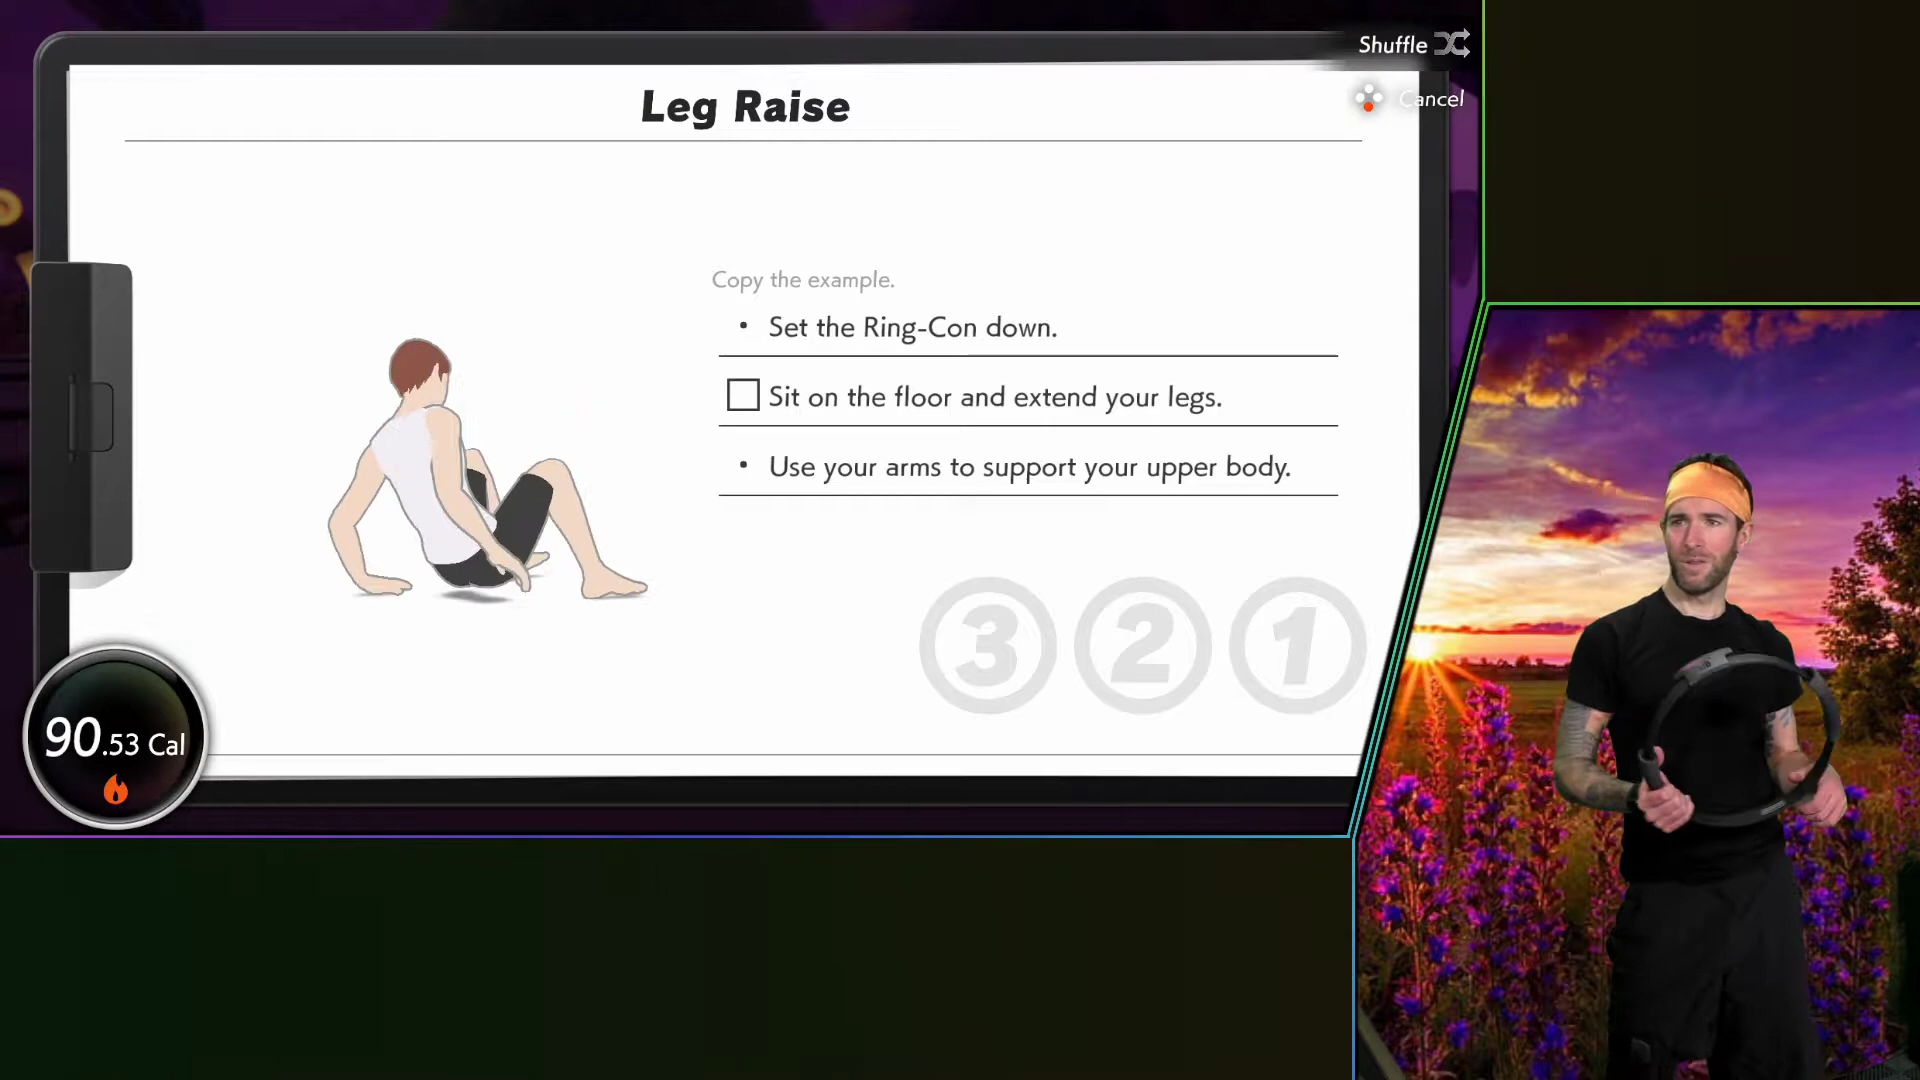 Shuffle
Cancel
Leg Raise
Copy the example.
• Set the Ring-Con down.
Sit on the floor and extend your legs.
• Use your arms to support your upper body.
3 2 1
90.53 Cal